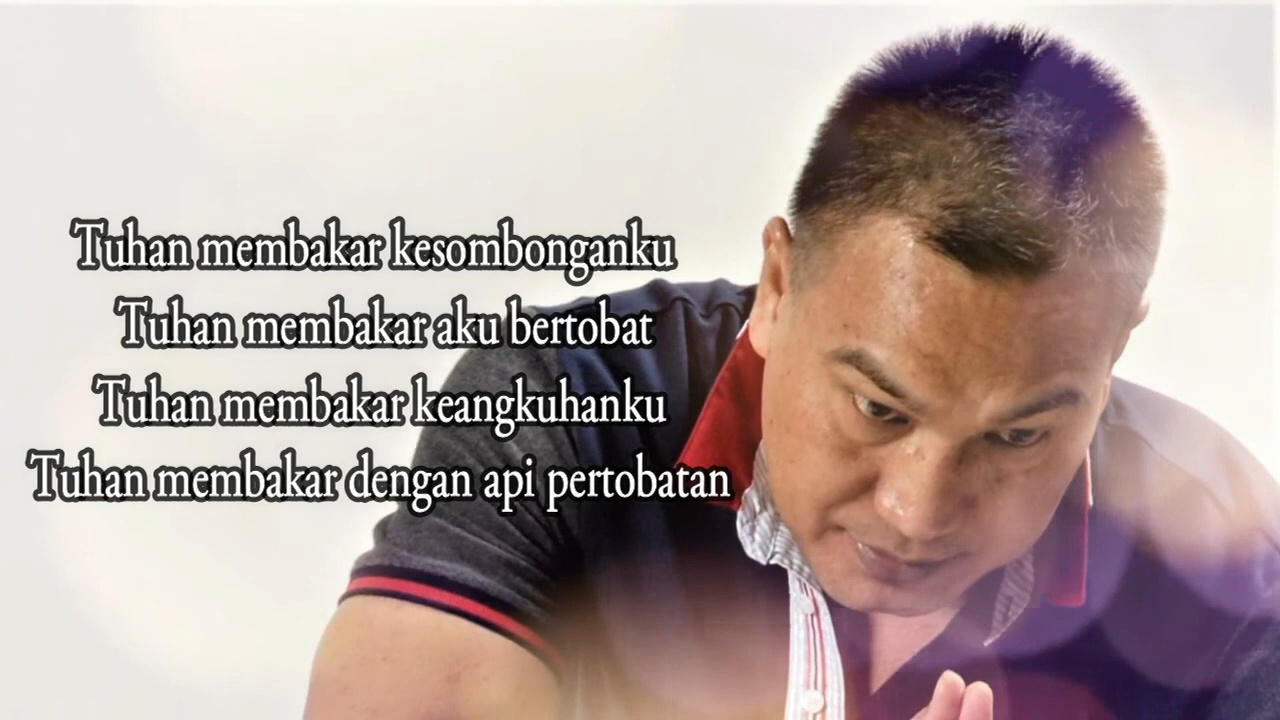 Tuhan membakar kesombonganku
Tuhan membakar aku bertobat
Tuhan membakar keangkuhanku
Tuhan membakar dengan api pertobatan